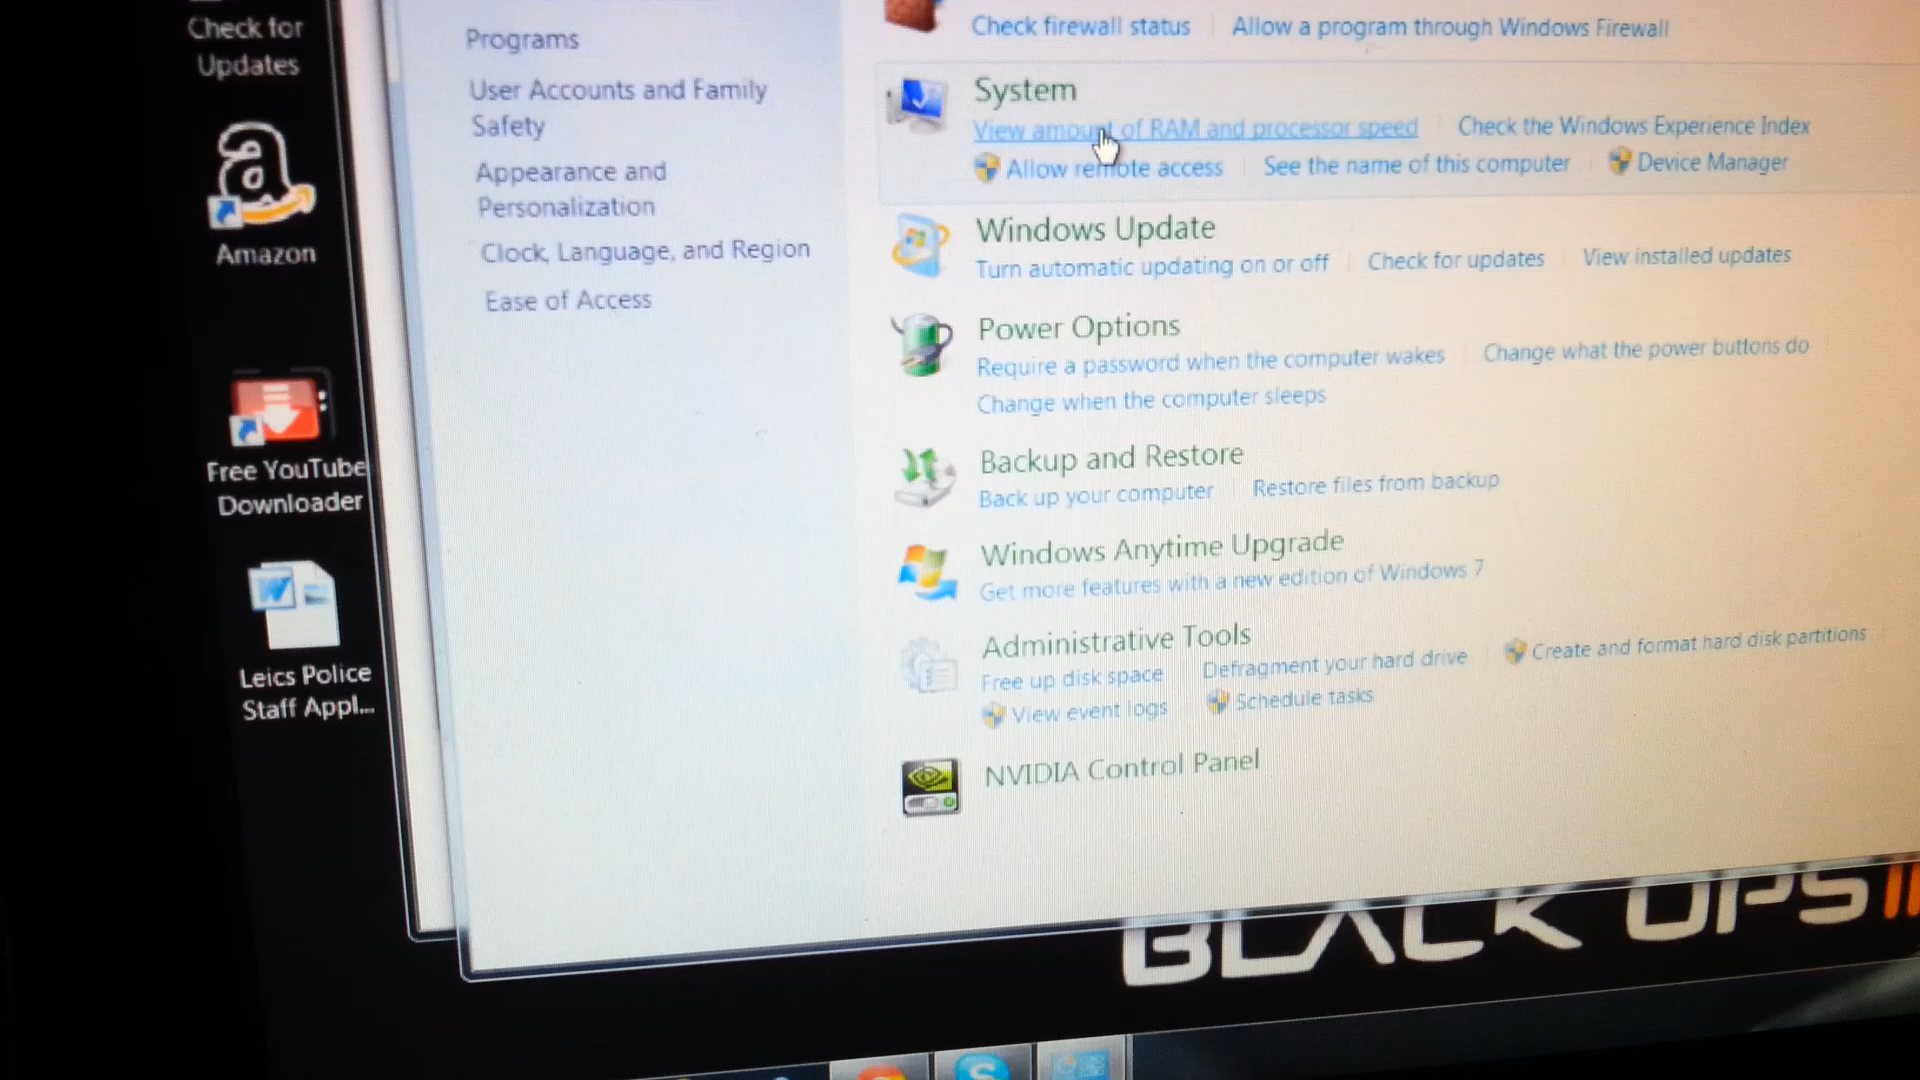 Check for
Updates
Amazon
Free YouTube
Downloader
Leics Police
Staff Appl...
Programs
User Accounts and Family
Safety
Appearance and
Personalization
Clock, Language, and Region
Ease of Access
Check firewall status
Allow a program through Windows Firewall
System
View amount of RAM and processor speed
Check the Windows Experience Index
Allow remote access
See the name of this computer
Device Manager
Windows Update
Turn automatic updating on or off
Check for updates
View installed updates
Power Options
Require a password when the computer wakes
Change what the power buttons do
Change when the computer sleeps
Backup and Restore
Back up your computer
Restore files from backup
Windows Anytime Upgrade
Get more features with a new edition of Windows 7
Administrative Tools
Free up disk space
Defragment your hard drive
Create and format hard disk partitions
View event logs
Schedule tasks
NVIDIA Control Panel
BLACK OPS II